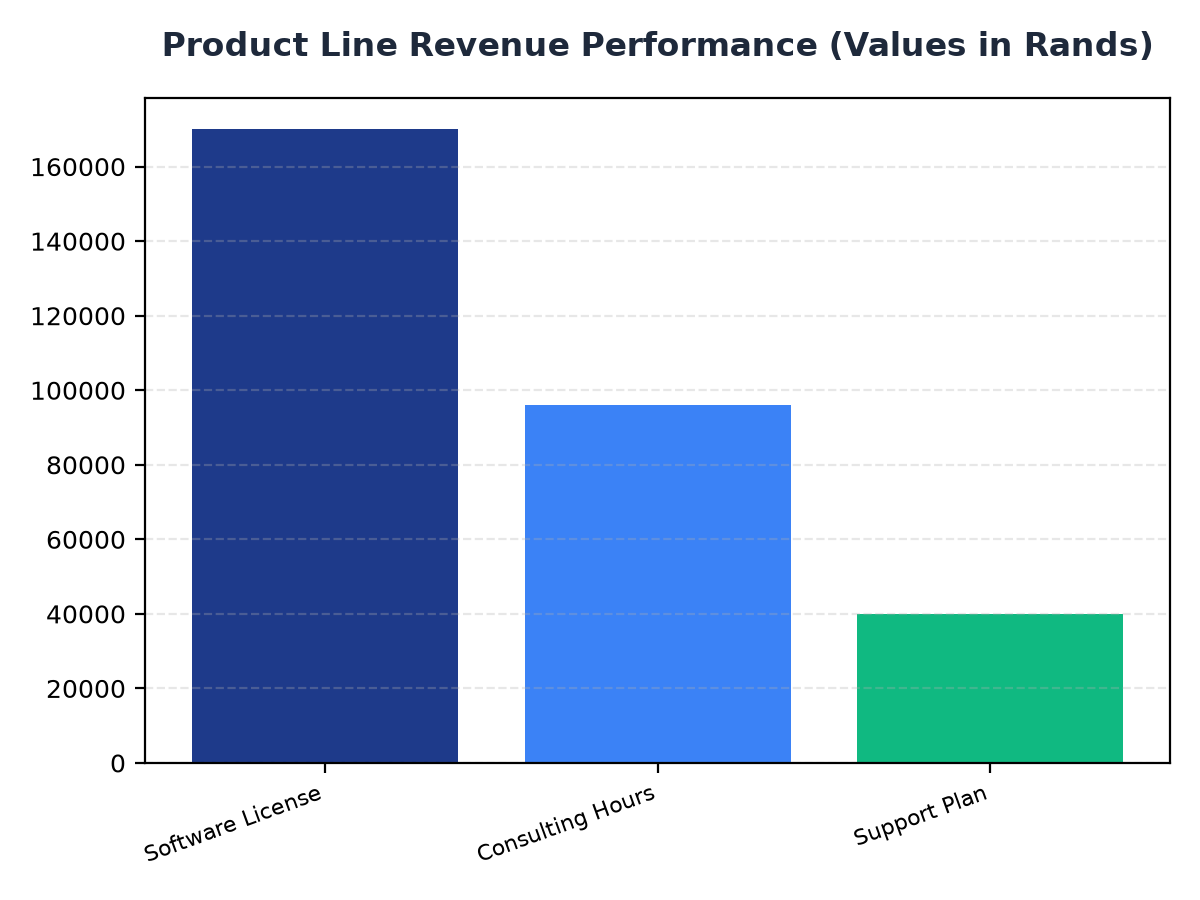 Product Line Revenue Performance (Values in Rands)
160000
140000
120000
100000
80000
60000
40000
20000
0
Software License
Consulting Hours
Support Plan